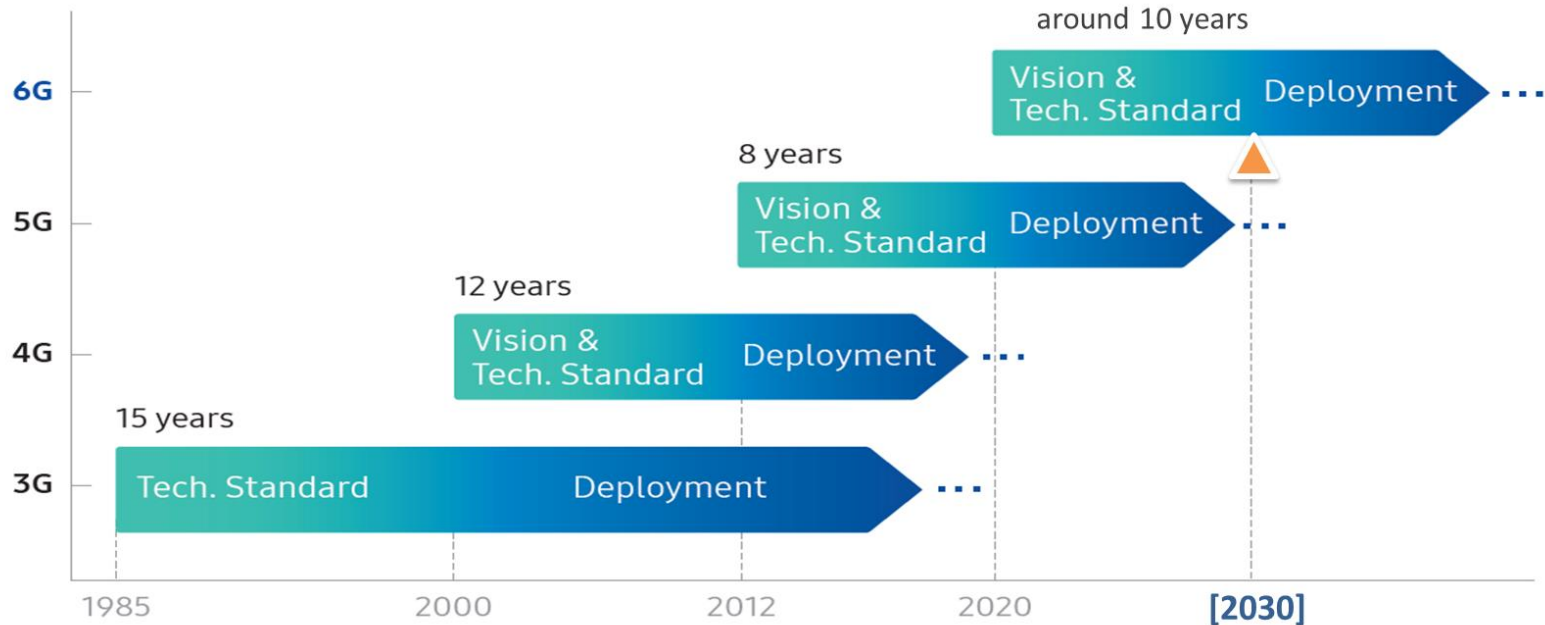 around 10 years
6G
Vision &
Tech. Standard
Deployment
8 years
5G
Vision &
Tech. Standard
Deployment
12 years
4G
Vision &
Tech. Standard
Deployment
15 years
3G
Tech. Standard
Deployment
1985
2000
2012
2020
[2030]